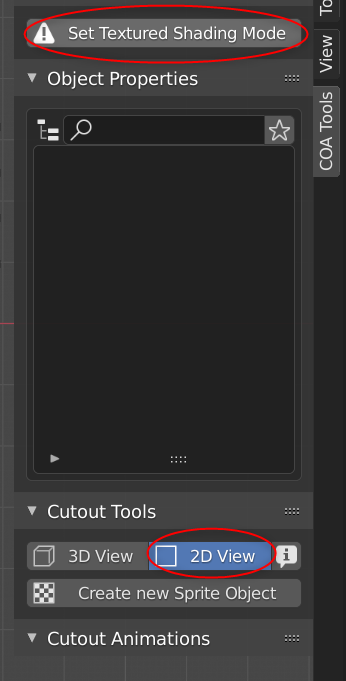 Set Textured Shading Mode
To
View
COA Tools
Object Properties
Cutout Tools
3D View
2D View
Create new Sprite Object
Cutout Animations